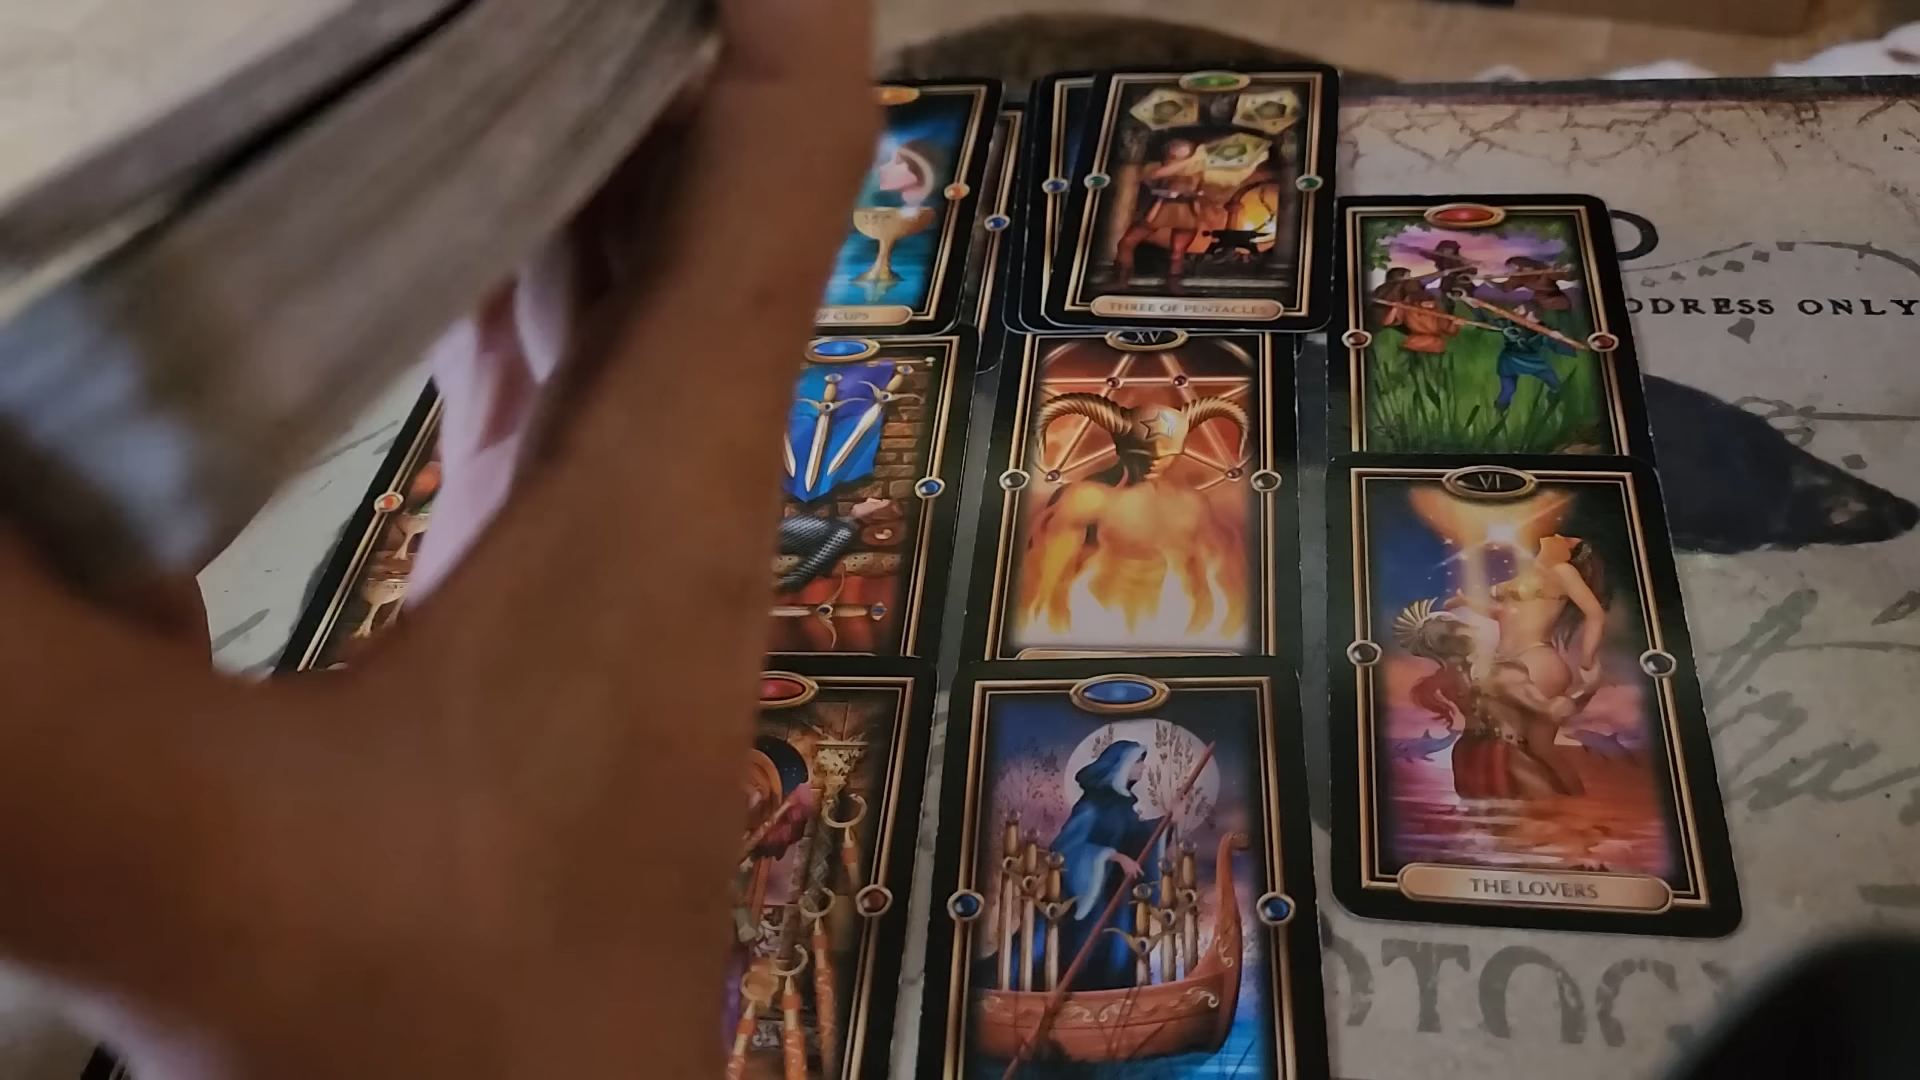 THREE OF PENTACLES
OF CUPS
DDRESS ONLY
XV
VI
THE LOVERS